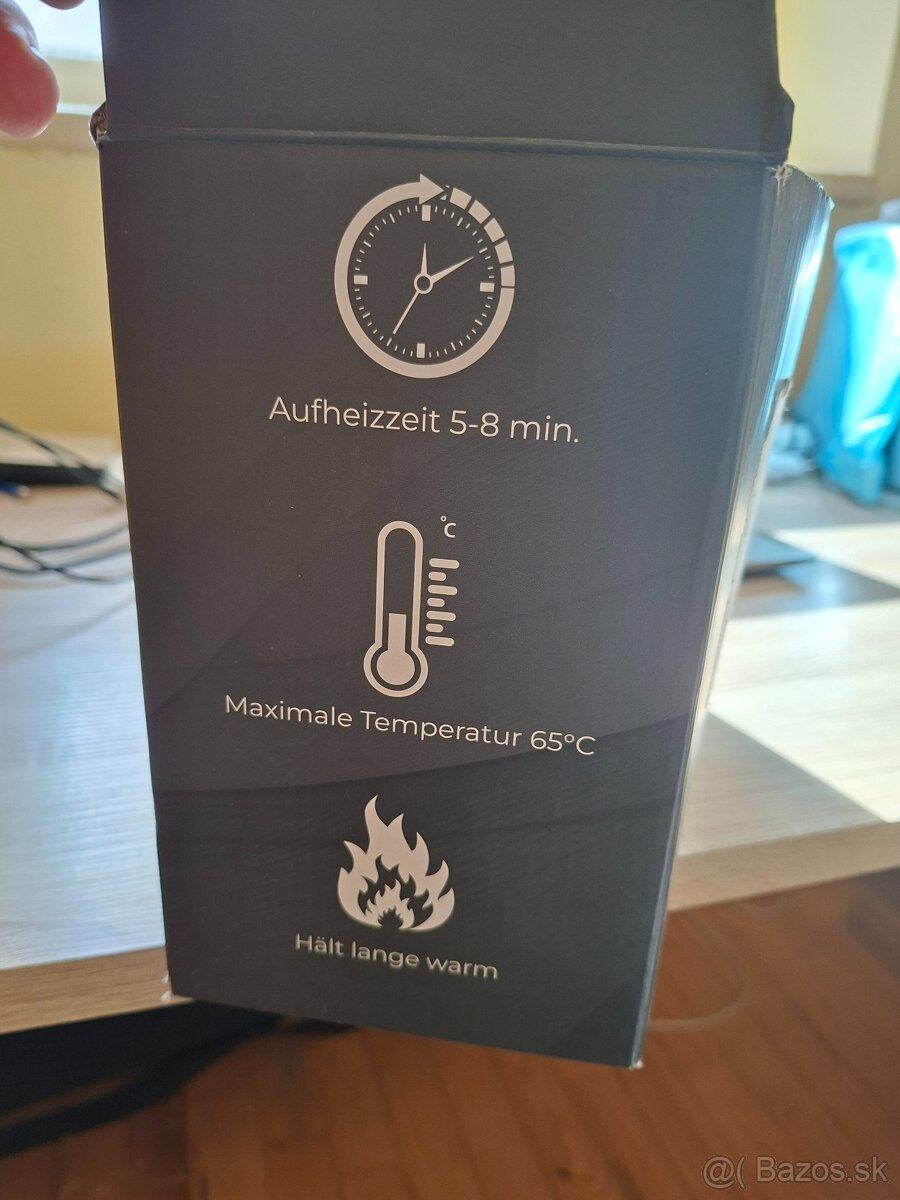 Aufheizzeit 5-8 min.
°C
Maximale Temperatur 65°C
Hält lange warm
@( Bazos.sk